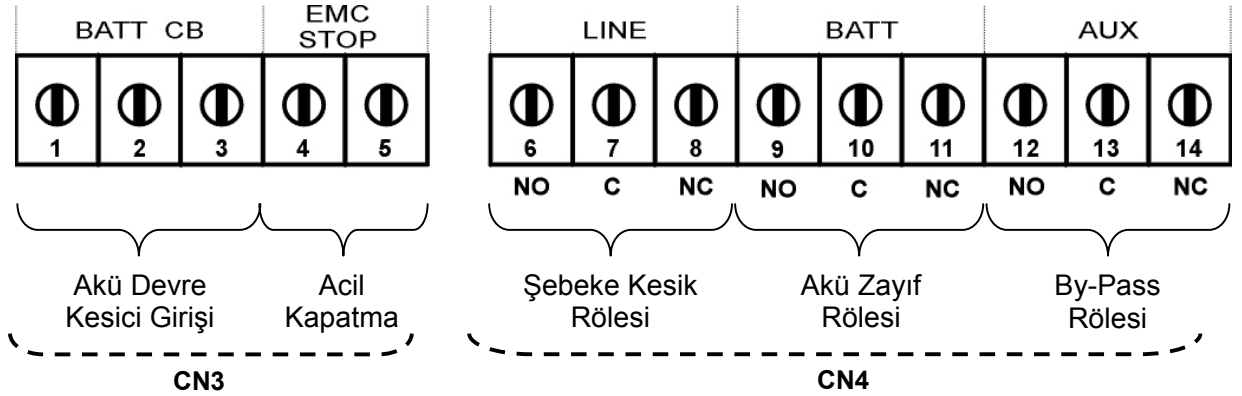 BATT CB
EMC
STOP
LINE
BATT
AUX
1 2 3 4 5 6 7 8 9 10 11 12 13 14
NO C NC NO C NC NO C NC
Akü Devre
Kesici Girişi
Acil
Kapatma
Şebeke Kesik
Rölesi
Akü Zayıf
Rölesi
By-Pass
Rölesi
CN3
CN4